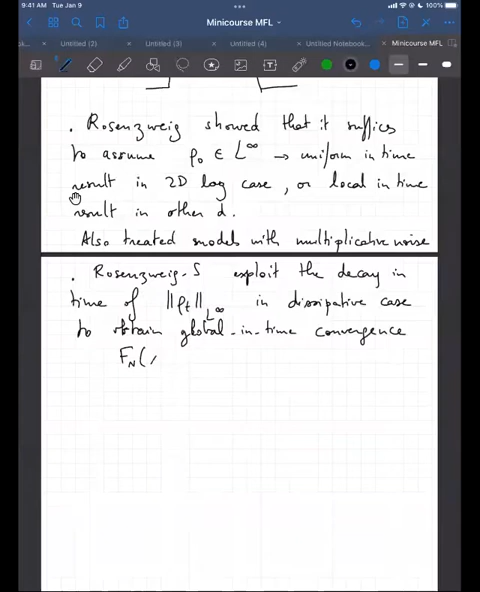 9:41 AM Tue Jan 9
100%
Minicourse MFL
Untitled (2)
Untitled (3)
Untitled (4)
Untitled Notebook...
Minicourse MFL
. Rosenzweig showed that it suffices
to assume ρ₀ ∈ L^∞ → uniform in time
result in 2D log case, or local in time
result in other d.
Also treated models with multiplicative noise
. Rosenzweig-S exploit the decay in
time of ||ρt||_L^∞ in dissipative case
to obtain global-in-time convergence
F_N(